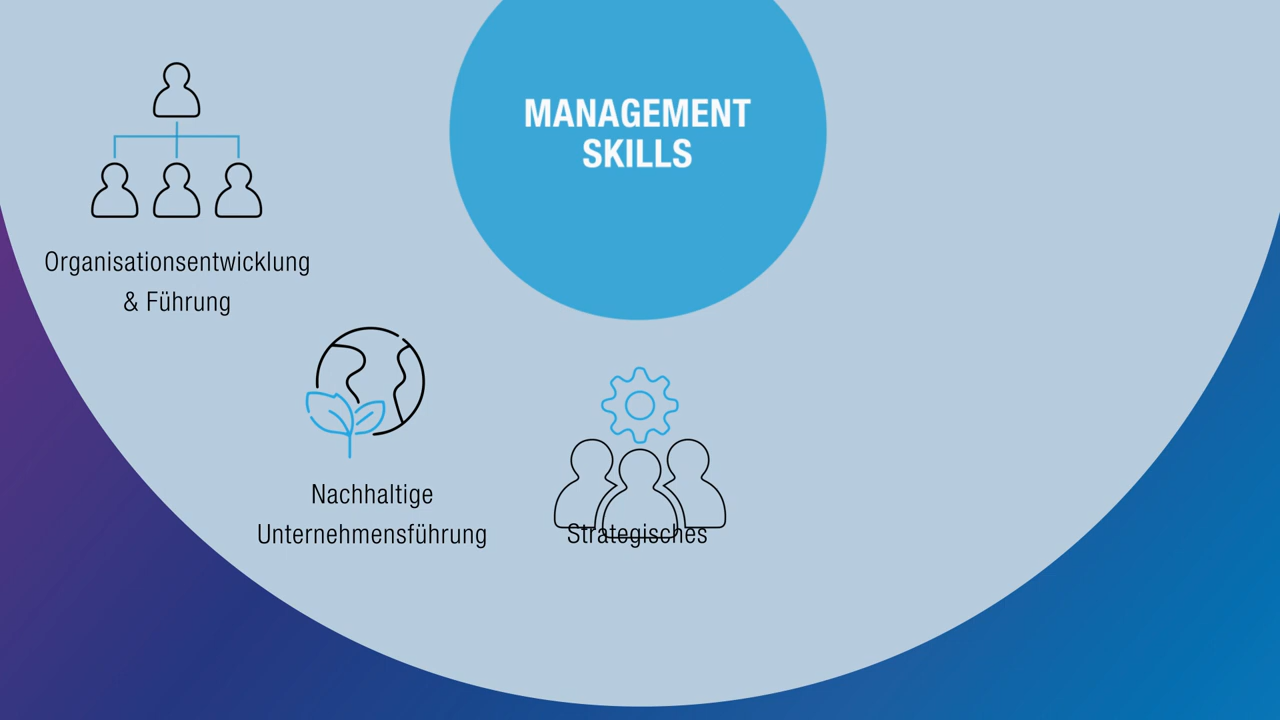 MANAGEMENT
SKILLS
Organisationsentwicklung
& Führung
Nachhaltige
Unternehmensführung
Strategisches